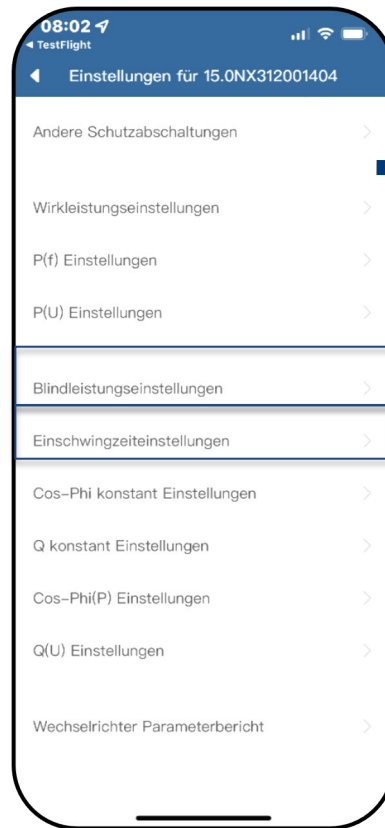 08:02
◀ TestFlight
Einstellungen für 15.0NX312001404
Andere Schutzabschaltungen
Wirkleistungseinstellungen
P(f) Einstellungen
P(U) Einstellungen
Blindleistungseinstellungen
Einschwingzeiteinstellungen
Cos-Phi konstant Einstellungen
Q konstant Einstellungen
Cos-Phi(P) Einstellungen
Q(U) Einstellungen
Wechselrichter Parameterbericht